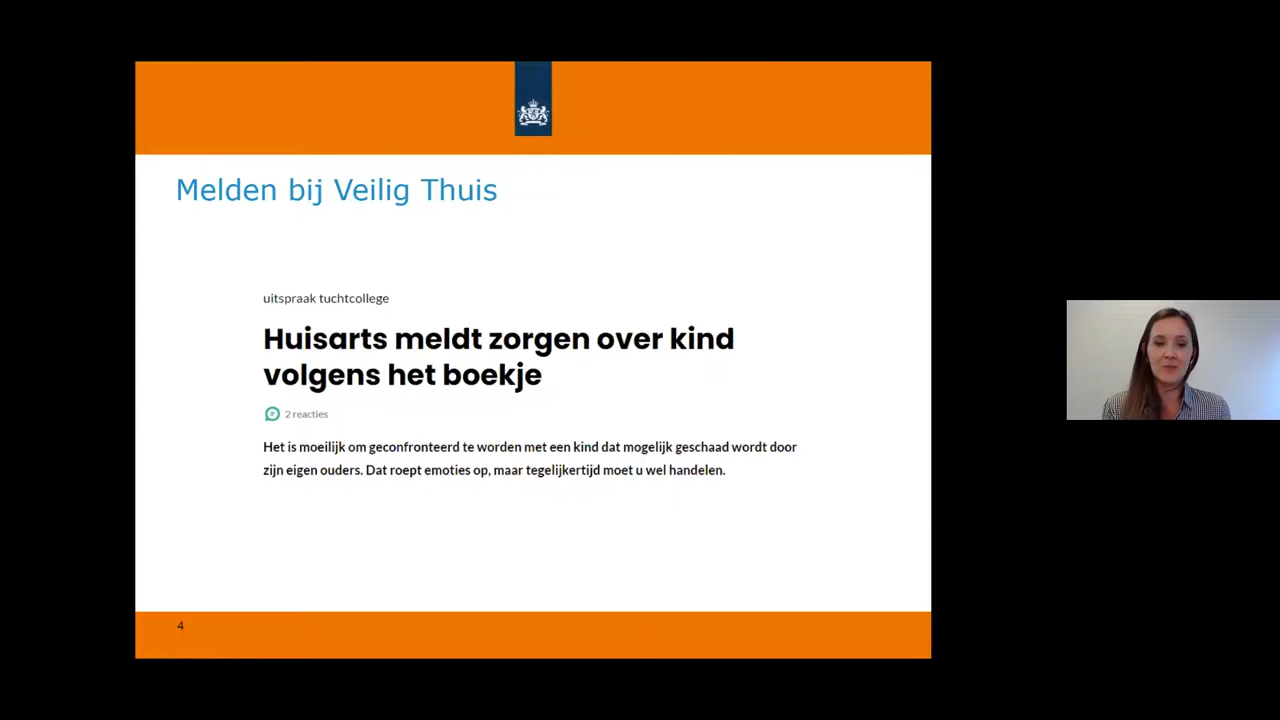 Melden bij Veilig Thuis
uitspraak tuchtcollege
Huisarts meldt zorgen over kind
volgens het boekje
2 reacties
Het is moeilijk om geconfronteerd te worden met een kind dat mogelijk geschaad wordt door
zijn eigen ouders. Dat roept emoties op, maar tegelijkertijd moet u wel handelen.
4